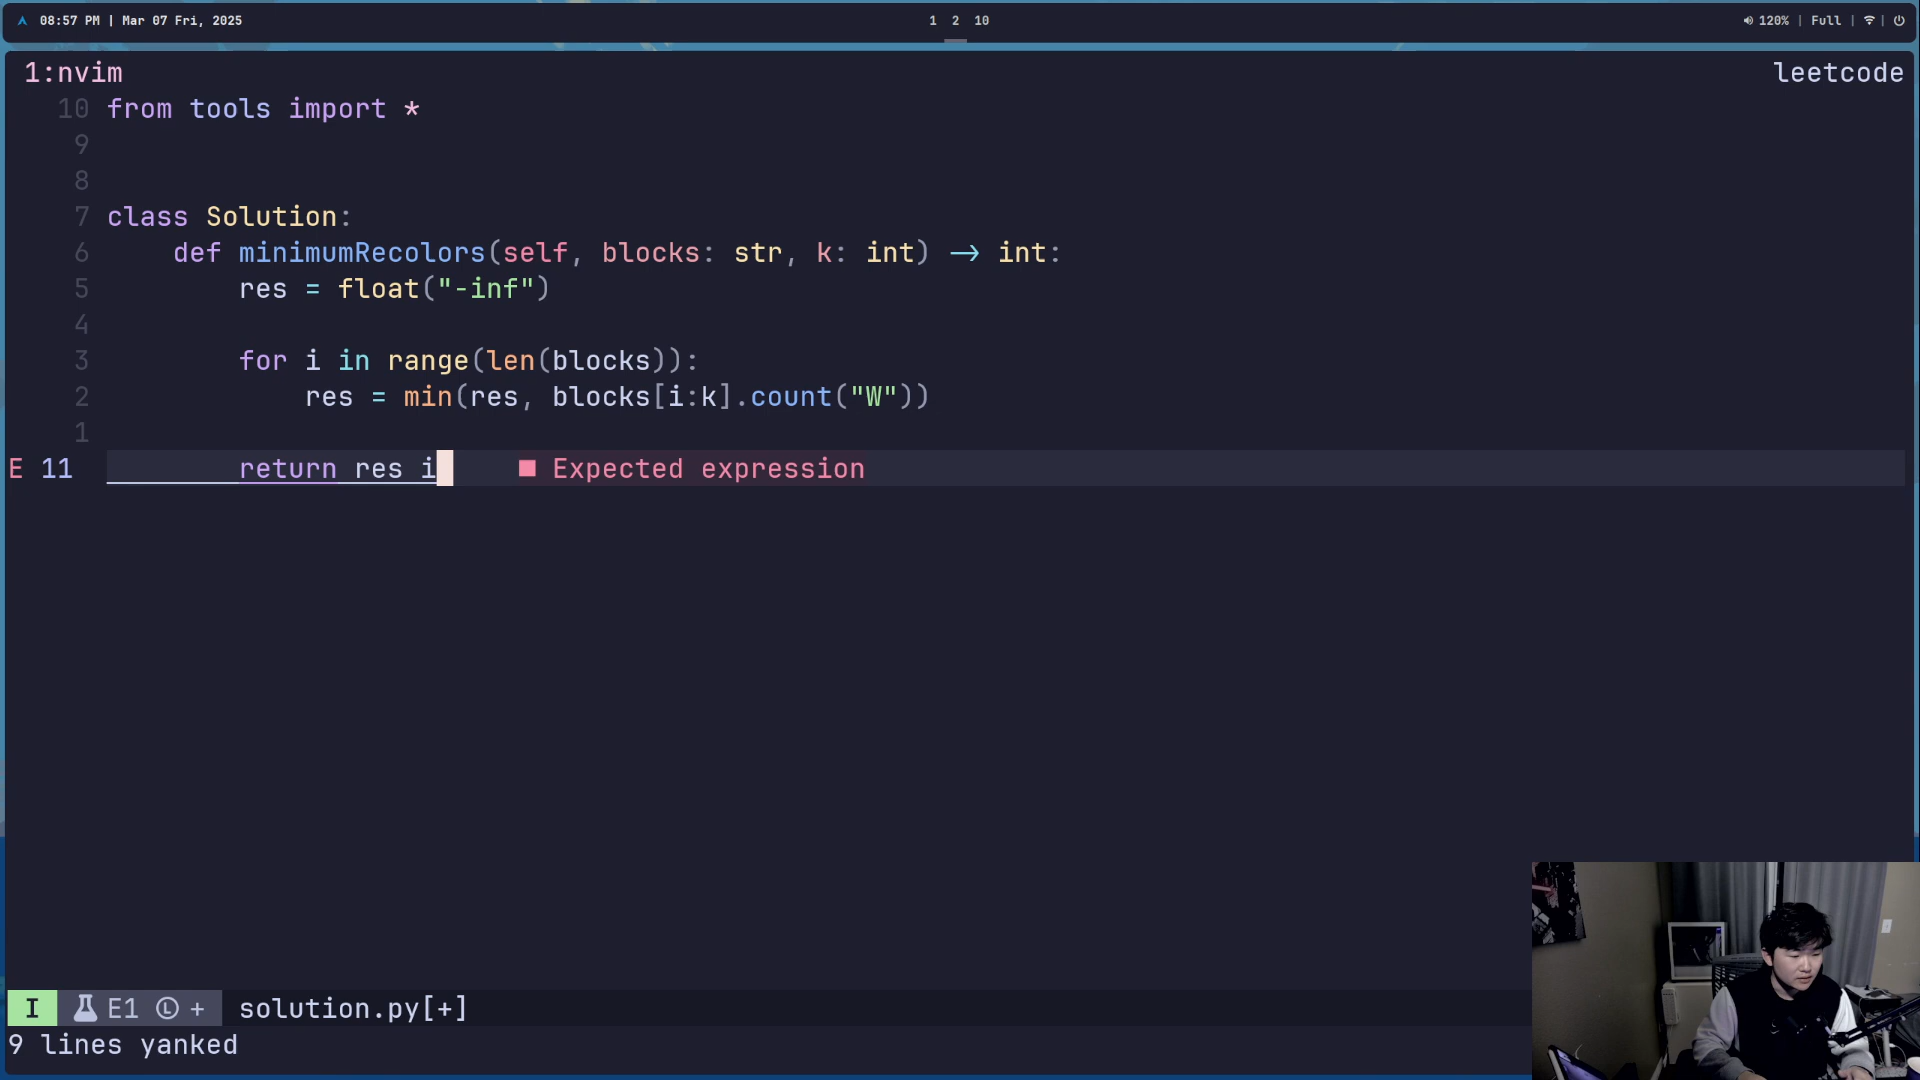 08:57 PM | Mar 07 Fri, 2025
1 2 10
120% | Full | |
1:nvim
leetcode
10 from tools import *
9
8
7 class Solution:
6     def minimumRecolors(self, blocks: str, k: int) -> int:
5         res = float("-inf")
4
3         for i in range(len(blocks)):
2             res = min(res, blocks[i:k].count("W"))
1
E 11         return res i ■ Expected expression
I E1 Ⓛ + solution.py[+]
9 lines yanked